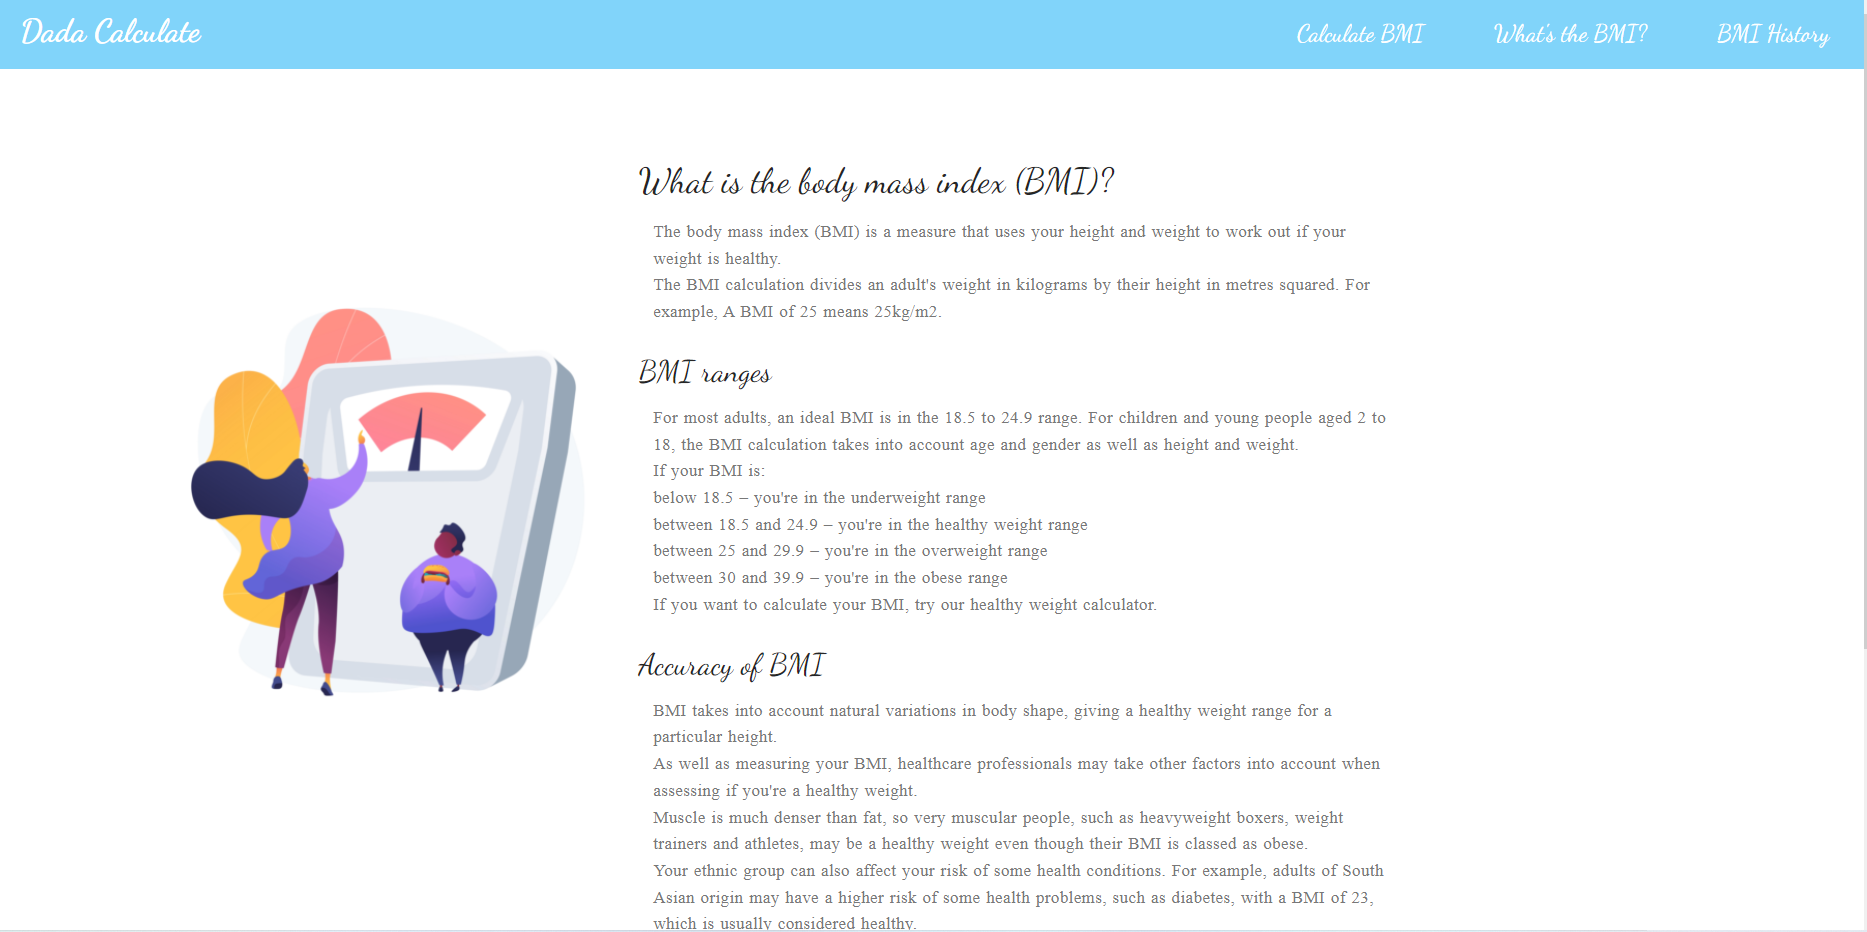 Dada Calculate
Calculate BMI
What's the BMI?
BMI History
What is the body mass index (BMI)?
The body mass index (BMI) is a measure that uses your height and weight to work out if your
weight is healthy.
The BMI calculation divides an adult's weight in kilograms by their height in metres squared. For
example, A BMI of 25 means 25kg/m2.
BMI ranges
For most adults, an ideal BMI is in the 18.5 to 24.9 range. For children and young people aged 2 to
18, the BMI calculation takes into account age and gender as well as height and weight.
If your BMI is:
below 18.5 – you're in the underweight range
between 18.5 and 24.9 – you're in the healthy weight range
between 25 and 29.9 – you're in the overweight range
between 30 and 39.9 – you're in the obese range
If you want to calculate your BMI, try our healthy weight calculator.
Accuracy of BMI
BMI takes into account natural variations in body shape, giving a healthy weight range for a
particular height.
As well as measuring your BMI, healthcare professionals may take other factors into account when
assessing if you're a healthy weight.
Muscle is much denser than fat, so very muscular people, such as heavyweight boxers, weight
trainers and athletes, may be a healthy weight even though their BMI is classed as obese.
Your ethnic group can also affect your risk of some health conditions. For example, adults of South
Asian origin may have a higher risk of some health problems, such as diabetes, with a BMI of 23,
which is usually considered healthy.